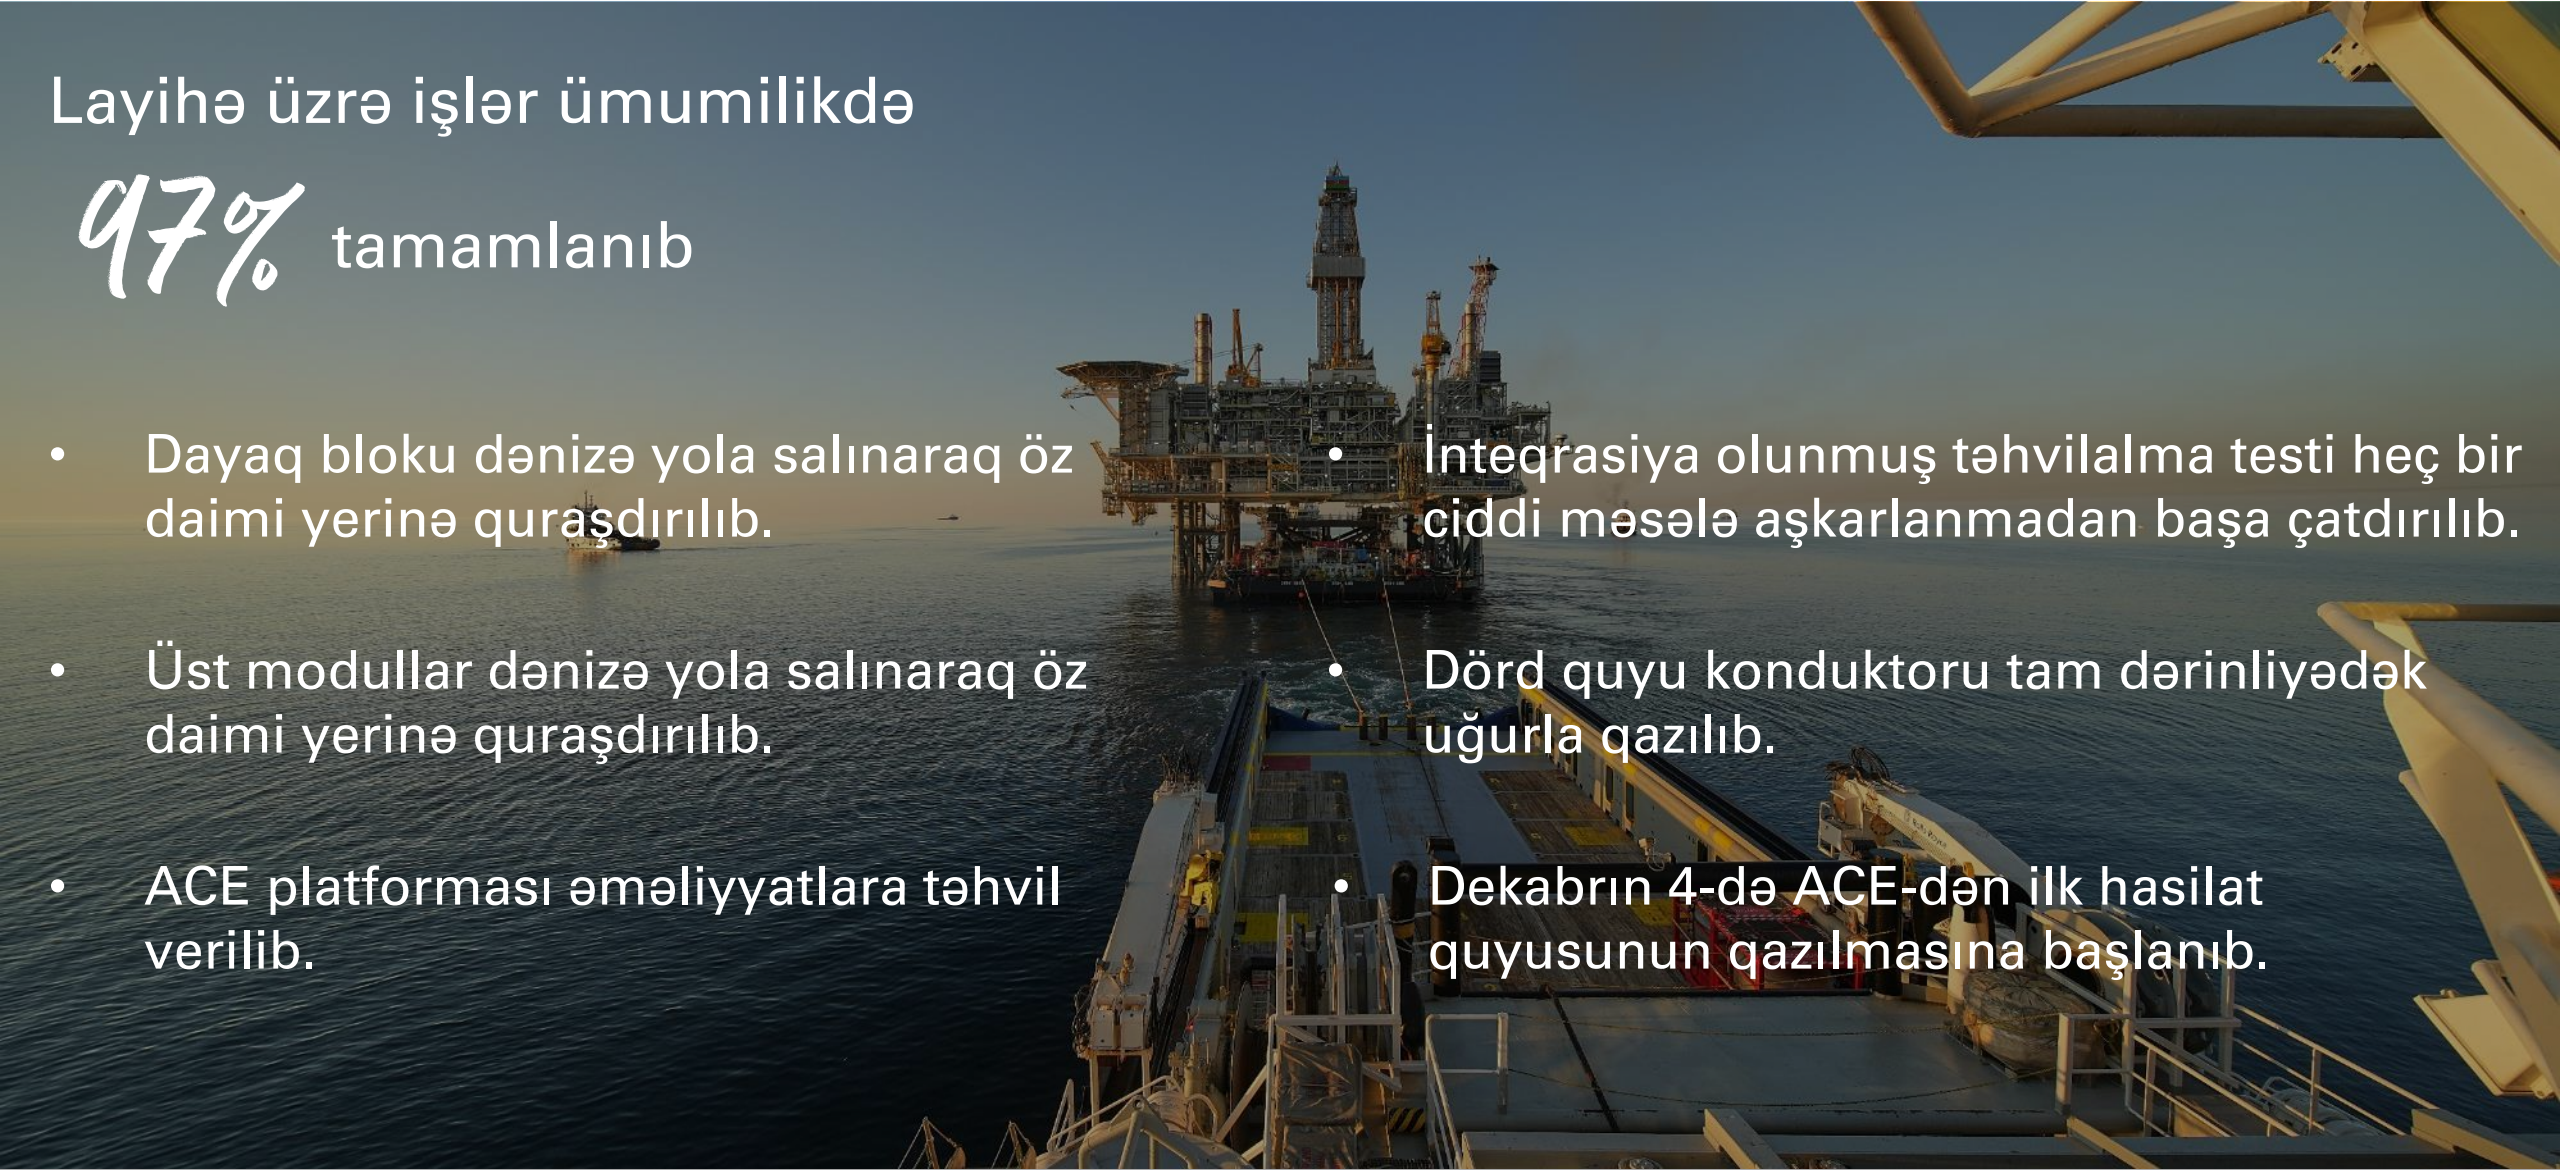 Layihə üzrə işlər ümumilikdə
97% tamamlanıb
• Dayaq bloku dənizə yola salınaraq öz
daimi yerinə quraşdırılıb.
• Üst modullar dənizə yola salınaraq öz
daimi yerinə quraşdırılıb.
• ACE platforması əməliyyatlara təhvil
verilib.
• İnteqrasiya olunmuş təhvilalma testi heç bir
ciddi məsələ aşkarlanmadan başa çatdırılıb.
• Dörd quyu konduktoru tam dərinliyədək
uğurla qazılıb.
• Dekabrın 4-də ACE-dən ilk hasilat
quyusunun qazılmasına başlanıb.